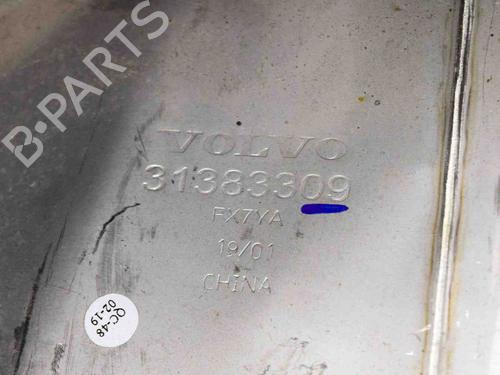 B-PARTS
VOLVO
31383309
FX7YA
19/01
CHINA
QC-48
02-19